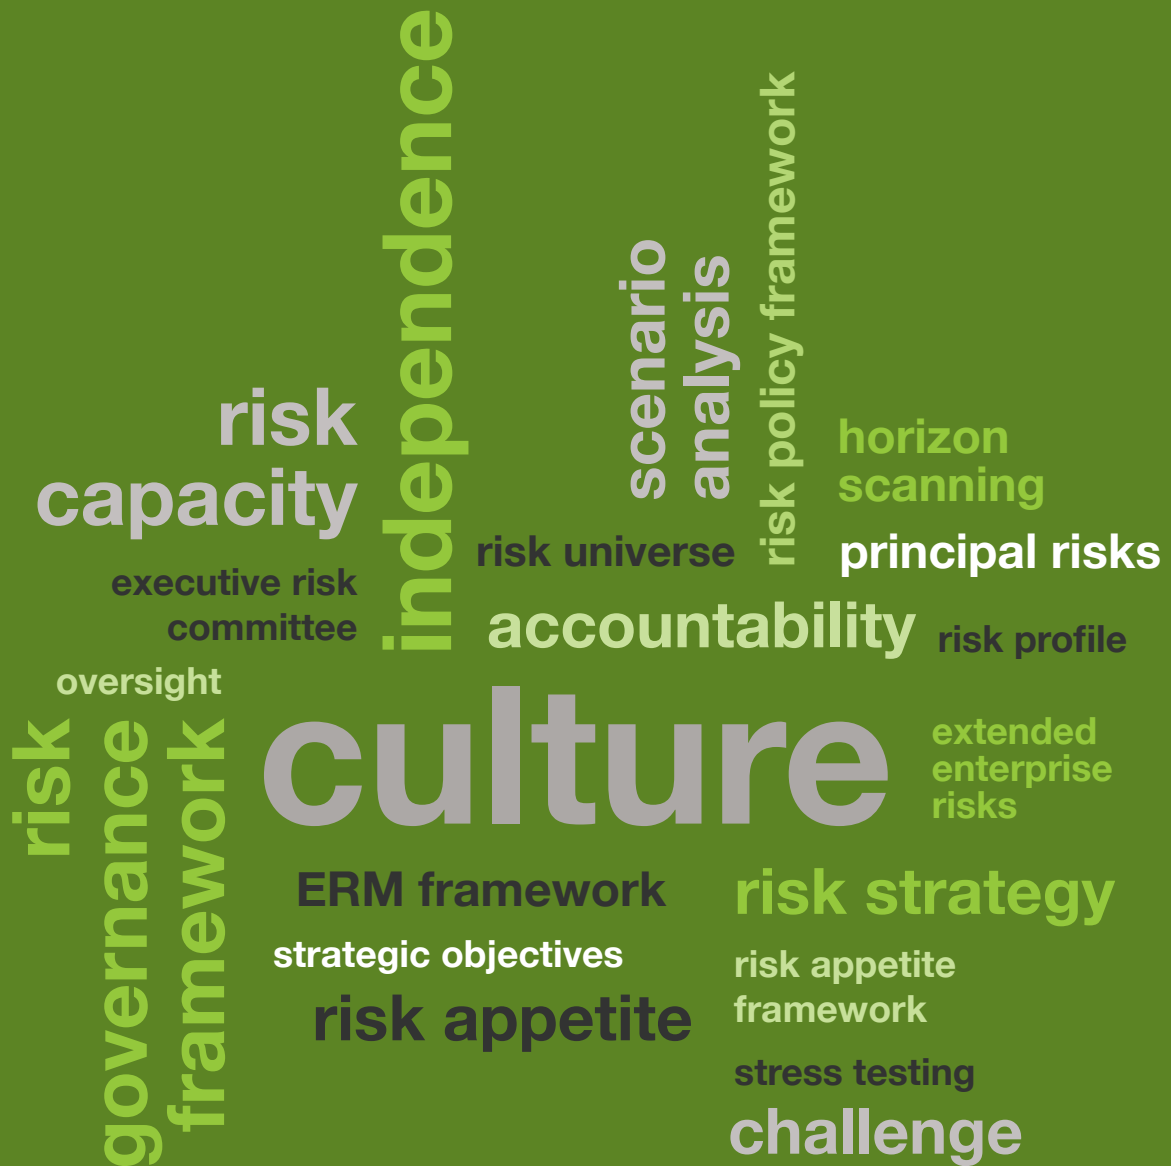 independence
scenario
analysis
risk policy framework
risk
capacity
horizon
scanning
risk universe
principal risks
executive risk
committee
accountability
risk profile
oversight
risk
governance
framework
culture
extended
enterprise
risks
ERM framework
risk strategy
strategic objectives
risk appetite
framework
risk appetite
stress testing
challenge